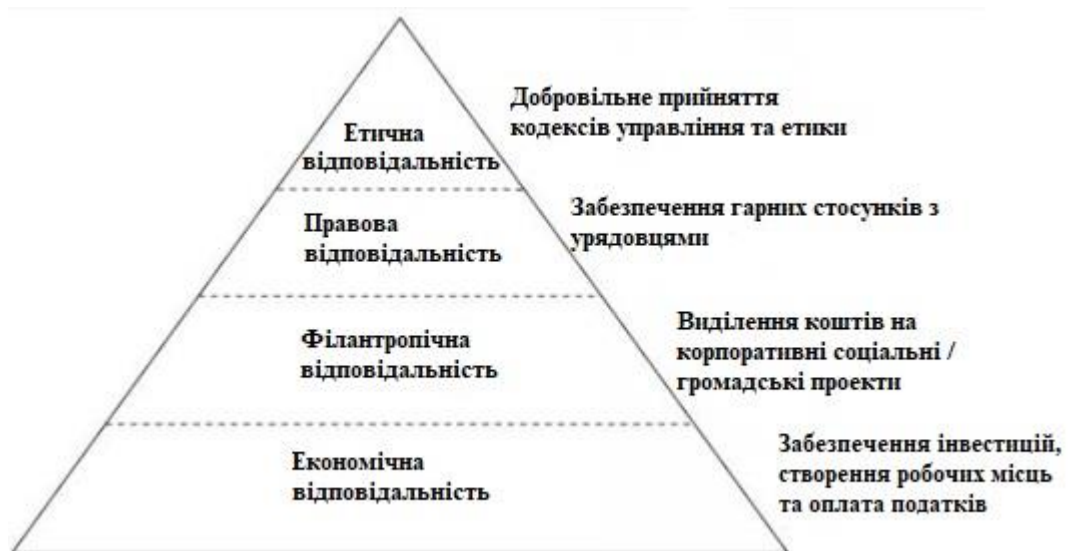 Етична
відповідальність
Добровільне прийняття
кодексів управління та етики
Правова
відповідальність
Забезпечення гарних стосунків з
урядовцями
Філантропічна
відповідальність
Виділення коштів на
корпоративні соціальні /
громадські проекти
Економічна
відповідальність
Забезпечення інвестицій,
створення робочих місць
та оплата податків